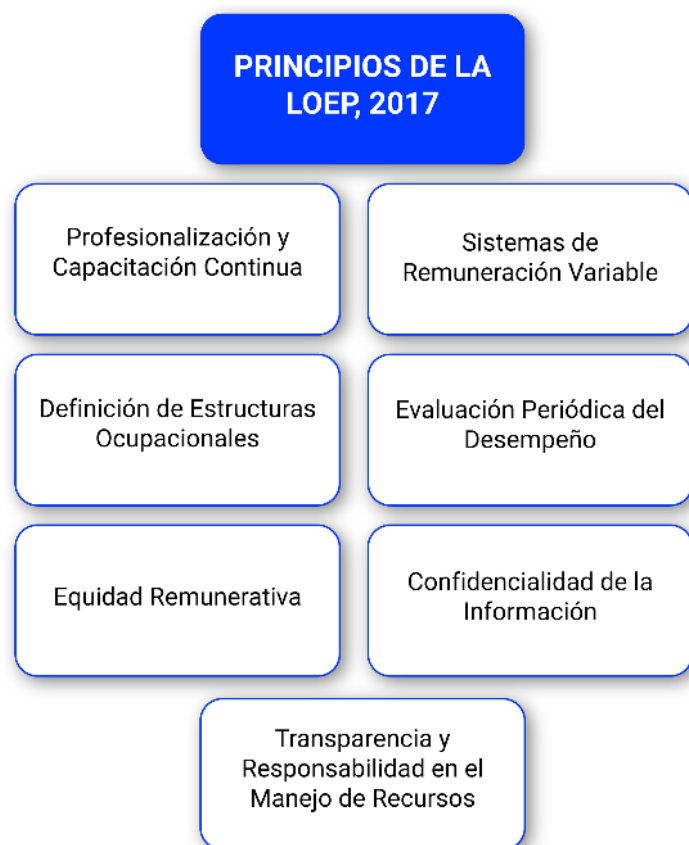 PRINCIPIOS DE LA
LOEP, 2017
Profesionalización y
Capacitación Continua
Sistemas de
Remuneración Variable
Definición de Estructuras
Ocupacionales
Evaluación Periódica del
Desempeño
Equidad Remunerativa
Confidencialidad de la
Información
Transparencia y
Responsabilidad en el
Manejo de Recursos